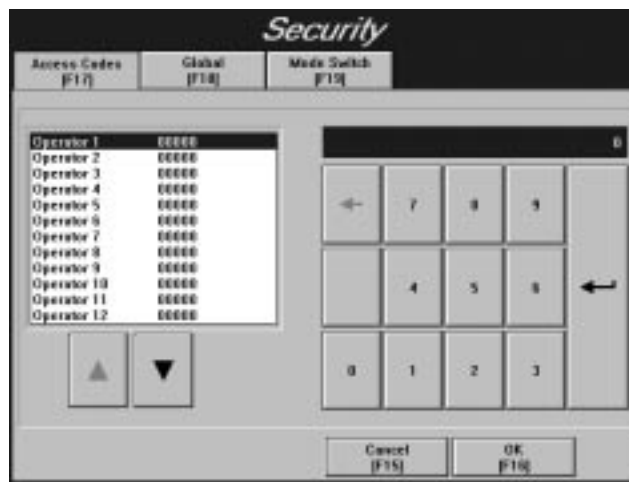 Security
Access Codes Global Mode Switch
[F17] [F18] [F19]
Operator 1 00000
Operator 2 00000
Operator 3 00000
Operator 4 00000
Operator 5 00000
Operator 6 00000
Operator 7 00000
Operator 8 00000
Operator 9 00000
Operator 10 00000
Operator 11 00000
Operator 12 00000
0
7 8 9
4 5 6
0 1 2 3
Cancel OK
[F15] [F16]